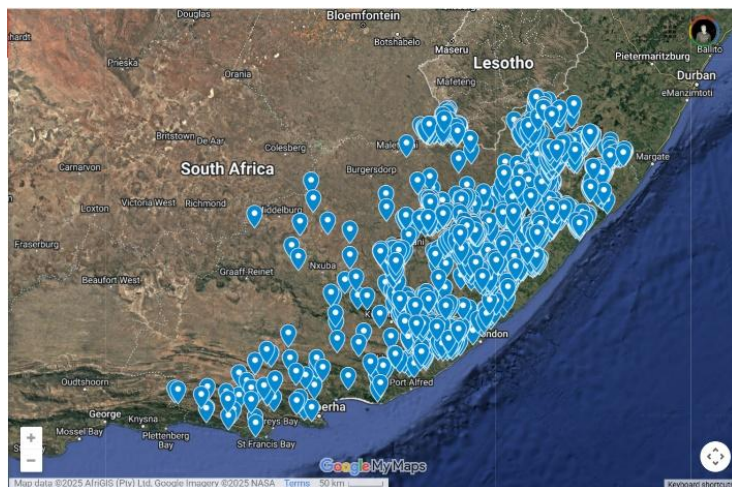 Douglas
Bloemfontein
Botshabelo
Maseru
Lesotho
Pietermaritzburg
Ballito
Prieska
Orania
Mafeteng
Durban
eManzimtoti
Britstown
De Aar
Colesberg
Carnarvon
South Africa
Burgersdorp
Margate
Loxton
Victoria West
Richmond
Middelburg
Fraserburg
Graaff-Reinet
Nxuba
Beaufort West
Oudtshoorn
Port Alfred
George
Knysna
Mossel Bay
Plettenberg
Bay
St Francis Bay
Google My Maps
Map data ©2025 AfriGIS (Pty) Ltd, Google Imagery ©2025 NASA
Terms
50 km
Keyboard shortcuts